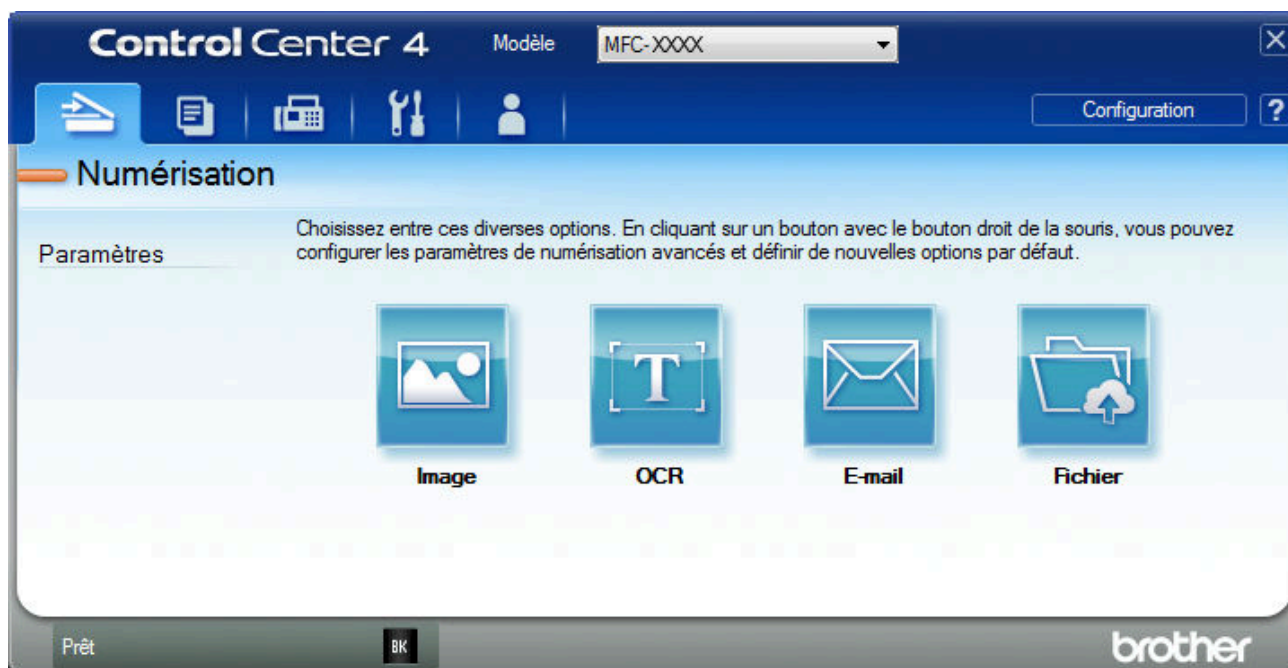 Control Center 4 Modèle MFC-XXXX
Configuration ?
Numérisation
Paramètres
Choisissez entre ces diverses options. En cliquant sur un bouton avec le bouton droit de la souris, vous pouvez
configurer les paramètres de numérisation avancés et définir de nouvelles options par défaut.
T
Image OCR E-mail Fichier
Prêt BK brother